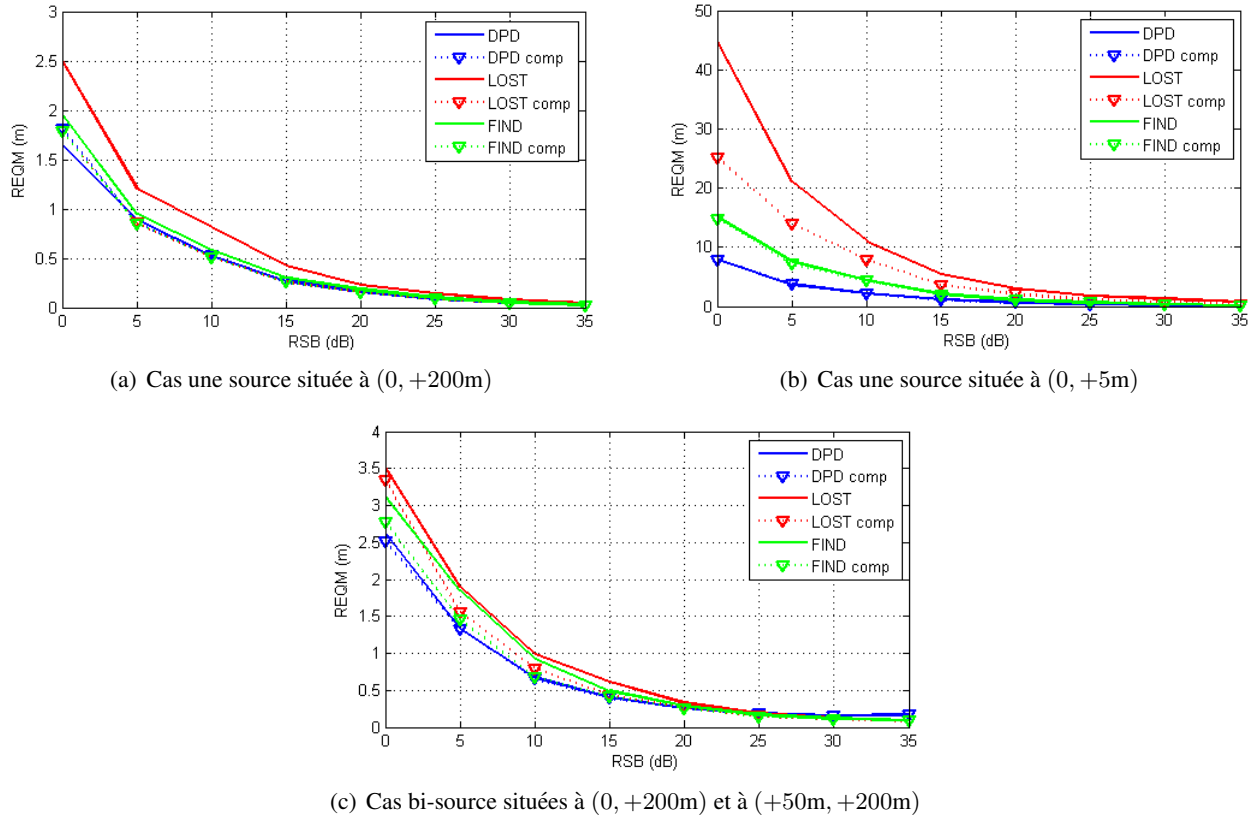 3
2.5
2
1.5
1
0.5
0
REQM (m)
0 5 10 15 20 25 30 35
RSB (dB)
DPD
DPD comp
LOST
LOST comp
FIND
FIND comp
(a) Cas une source située à (0, +200m)
50
40
30
20
10
0
REQM (m)
0 5 10 15 20 25 30 35
RSB (dB)
DPD
DPD comp
LOST
LOST comp
FIND
FIND comp
(b) Cas une source située à (0, +5m)
4
3.5
3
2.5
2
1.5
1
0.5
0
REQM (m)
0 5 10 15 20 25 30 35
RSB (dB)
DPD
DPD comp
LOST
LOST comp
FIND
FIND comp
(c) Cas bi-source situées à (0, +200m) et à (+50m, +200m)